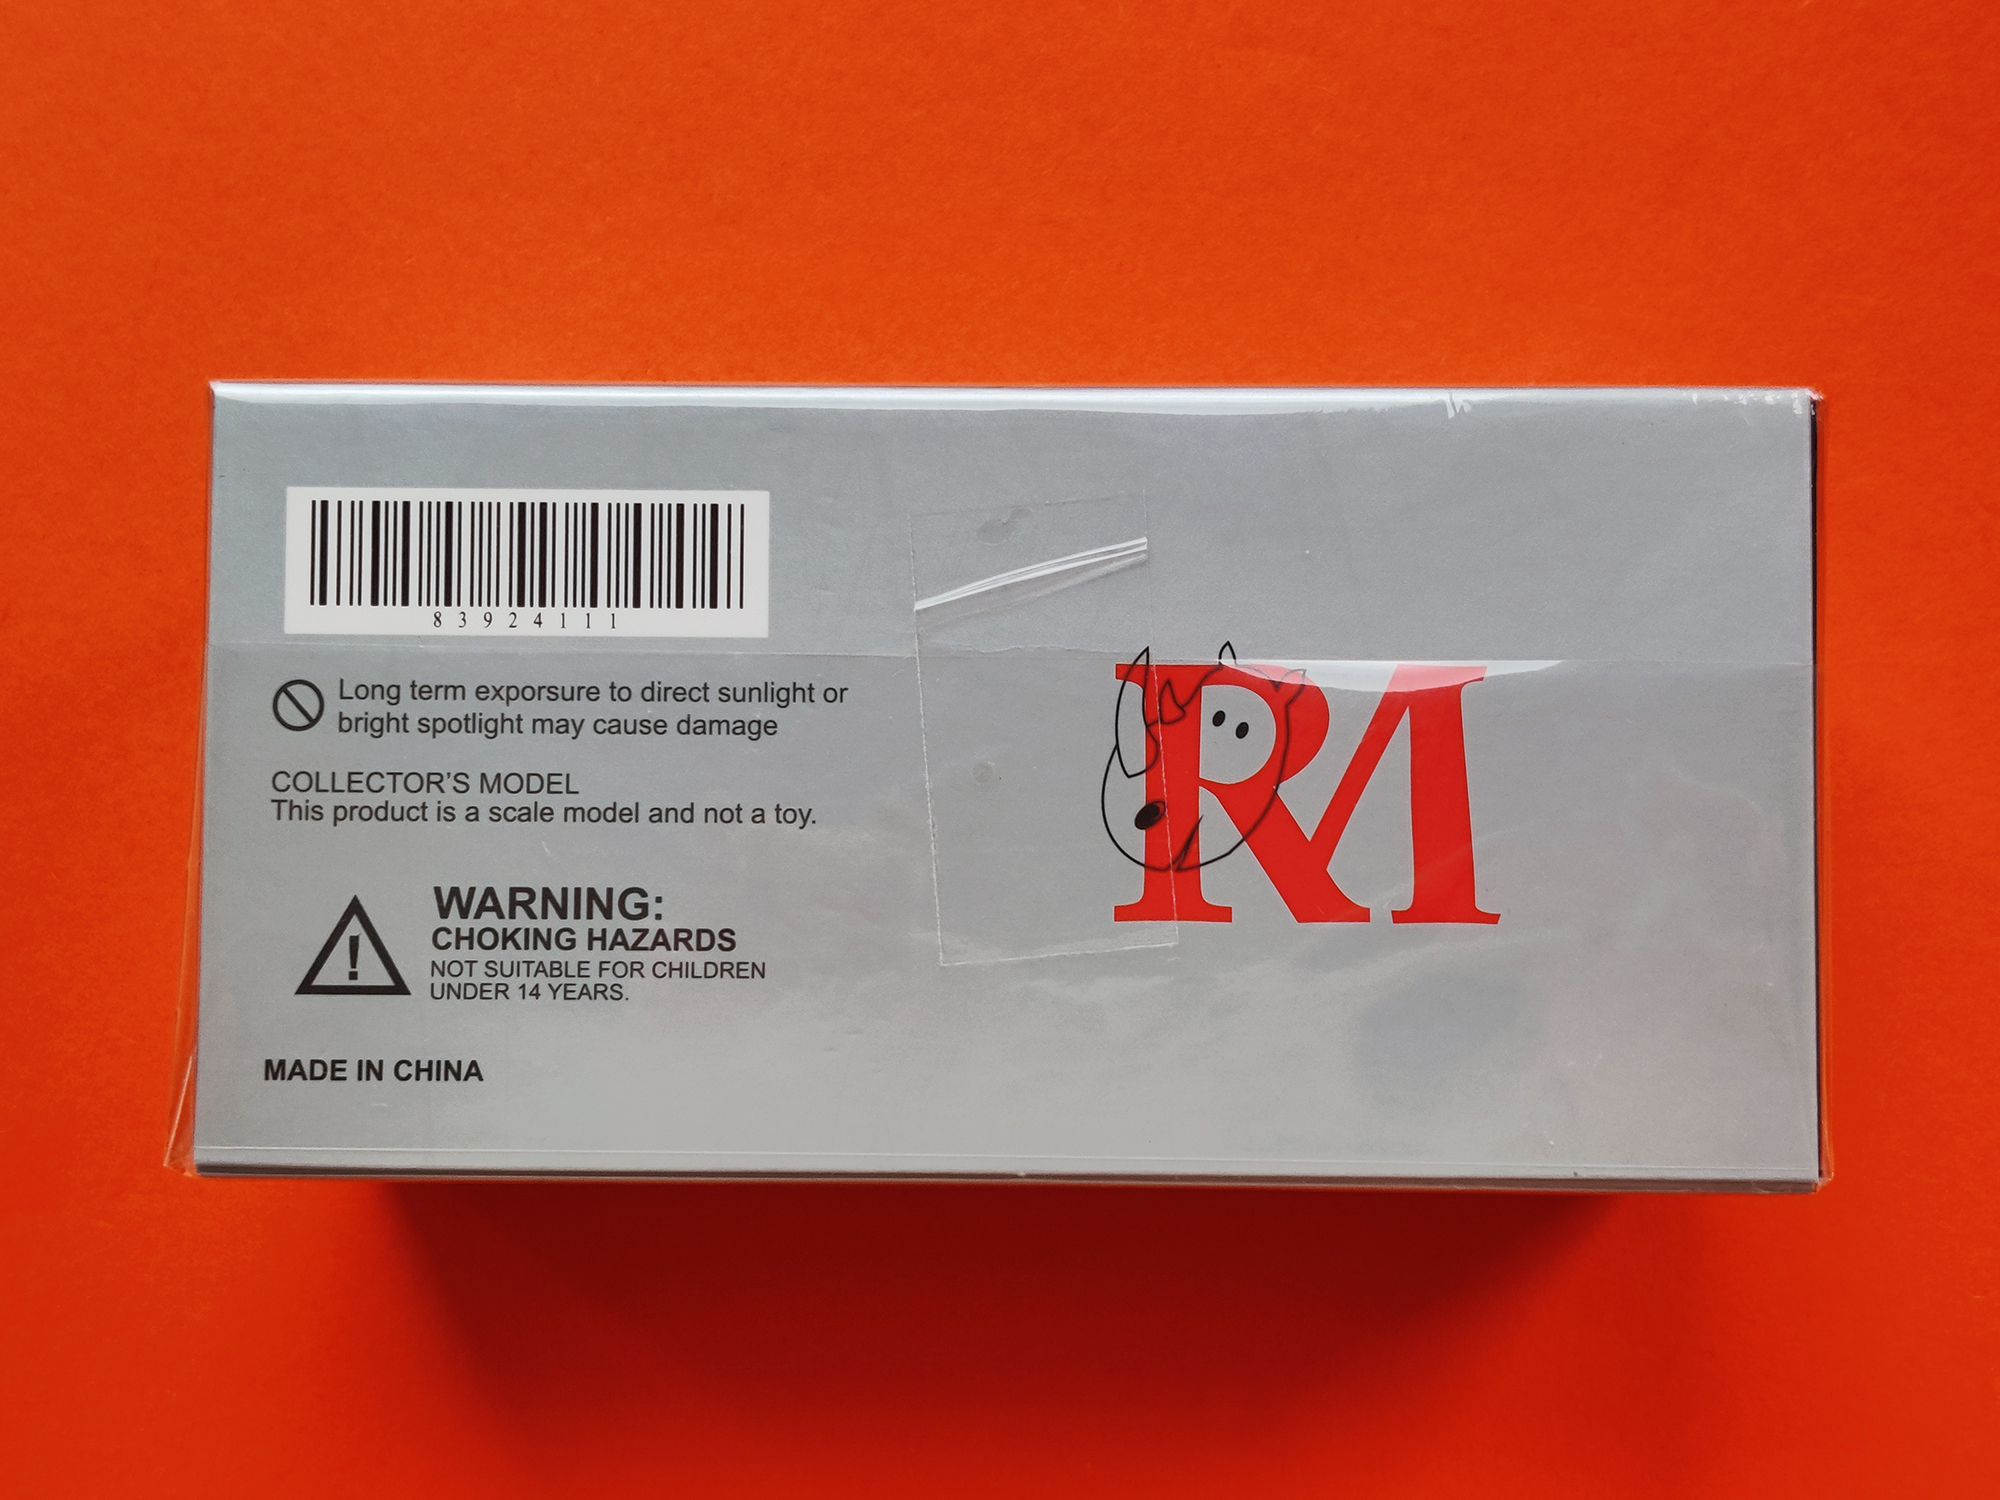 83924111
Long term exporsure to direct sunlight or
bright spotlight may cause damage
COLLECTOR'S MODEL
This product is a scale model and not a toy.
WARNING:
CHOKING HAZARDS
NOT SUITABLE FOR CHILDREN
UNDER 14 YEARS.
MADE IN CHINA
RM